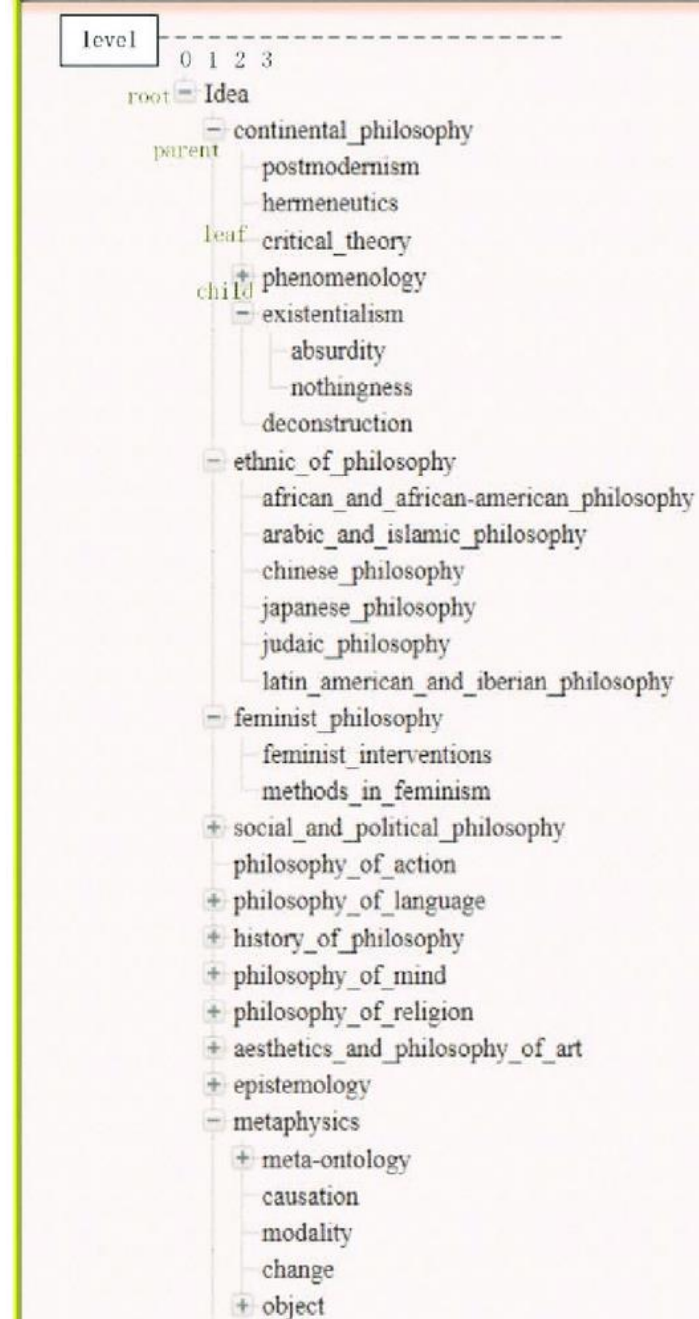 level
0 1 2 3
root Idea
continental_philosophy
parent
postmodernism
hermeneutics
leaf critical_theory
phenomenology
child
existentialism
absurdity
nothingness
deconstruction
ethnic_of_philosophy
african_and_african-american_philosophy
arabic_and_islamic_philosophy
chinese_philosophy
japanese_philosophy
judaic_philosophy
latin_american_and_iberian_philosophy
feminist_philosophy
feminist_interventions
methods_in_feminism
social_and_political_philosophy
philosophy_of_action
philosophy_of_language
history_of_philosophy
philosophy_of_mind
philosophy_of_religion
aesthetics_and_philosophy_of_art
epistemology
metaphysics
meta-ontology
causation
modality
change
object